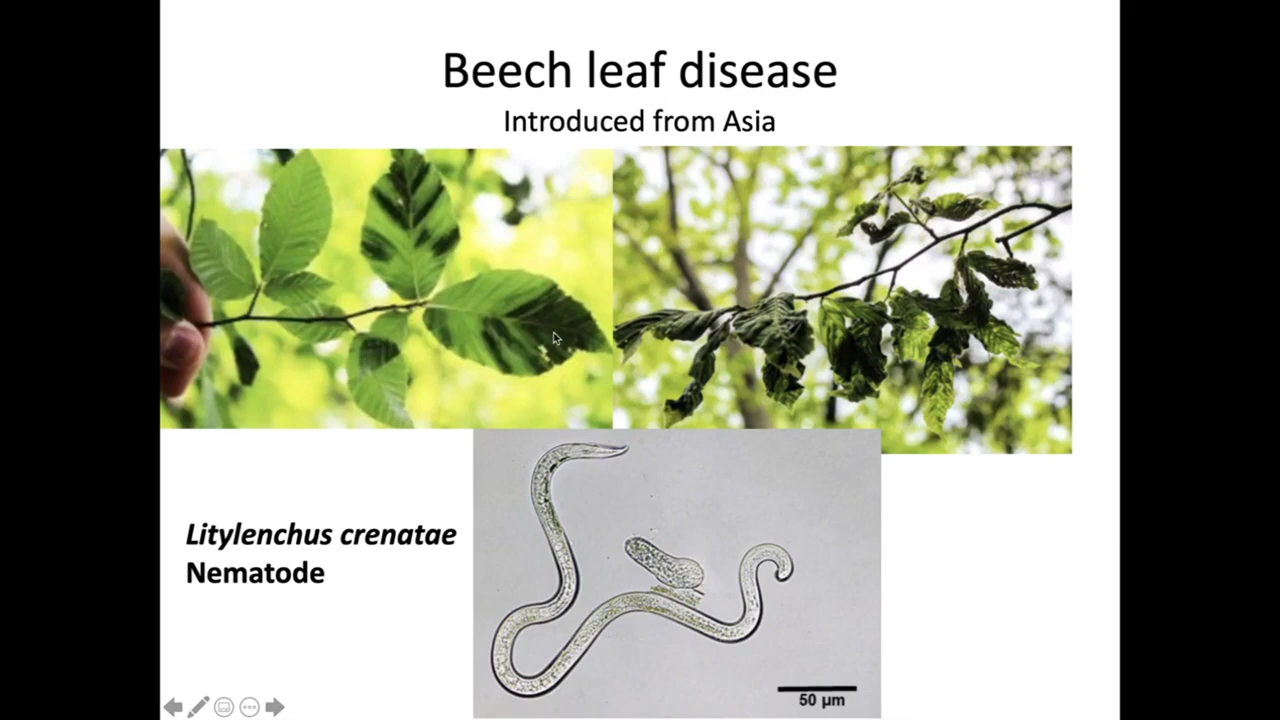 Beech leaf disease
Introduced from Asia
Litylenchus crenatae
Nematode
50 µm